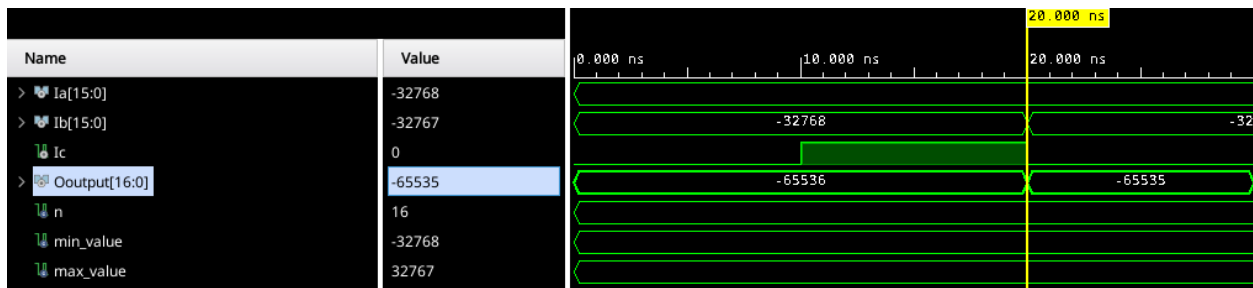 20.000 ns
Name Value 0.000 ns 10.000 ns 20.000 ns
Ia[15:0] -32768
Ib[15:0] -32767 -32768 -32
Ic 0
Ooutput[16:0] -65535 -65536 -65535
n 16
min_value -32768
max_value 32767